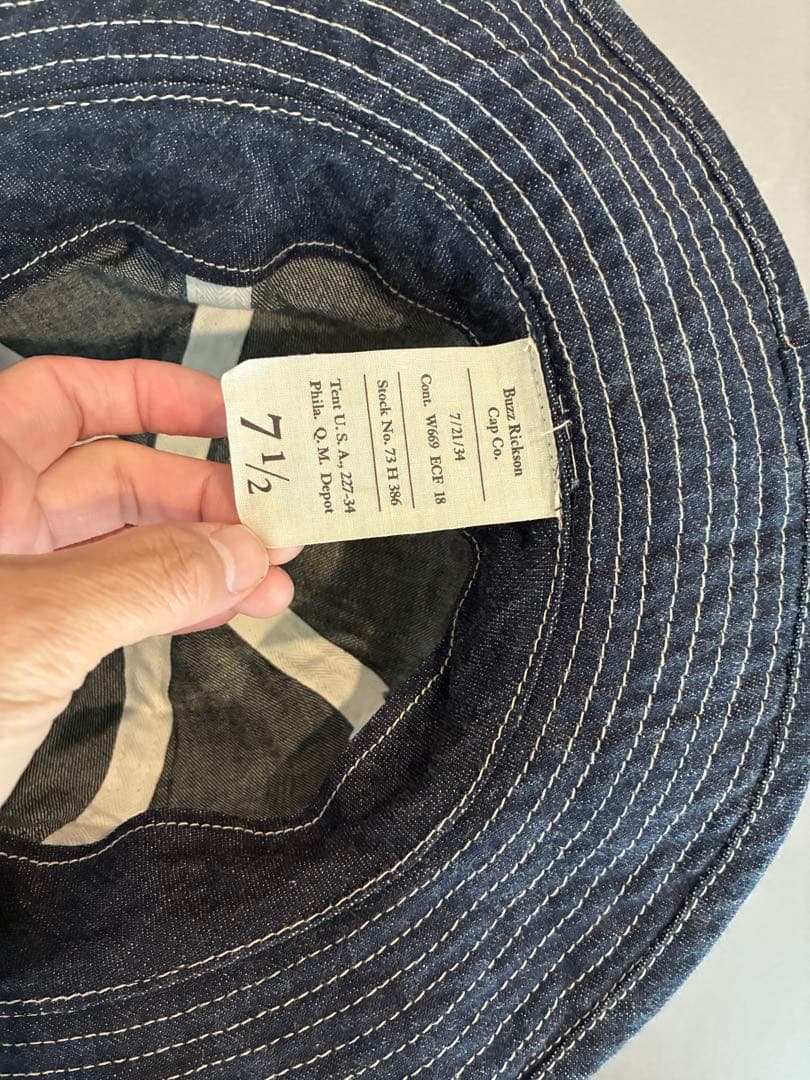 Buzz Rickson
Cap Co.
7/21/34
Cont. W669 ECF 18
Stock No. 73 H 386
Tent U. S. A., 227-34
Phila. Q. M. Depot
7 1/2